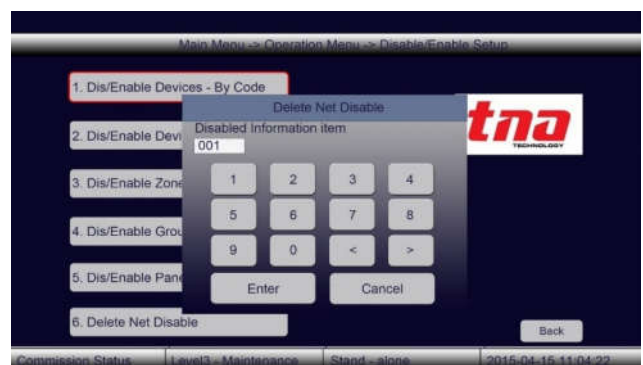 Main Menu -> Operation Menu -> Disable/Enable Setup
1. Dis/Enable Devices - By Code
2. Dis/Enable Devi
3. Dis/Enable Zone
4. Dis/Enable Grou
5. Dis/Enable Pane
6. Delete Net Disable
Delete Net Disable
Disabled Information item
001
1 2 3 4
5 6 7 8
9 0 < >
Enter Cancel
tna
TECHNOLOGY
Back
Commission Status Level3 - Maintenance Stand - alone 2015-04-15 11:04:22